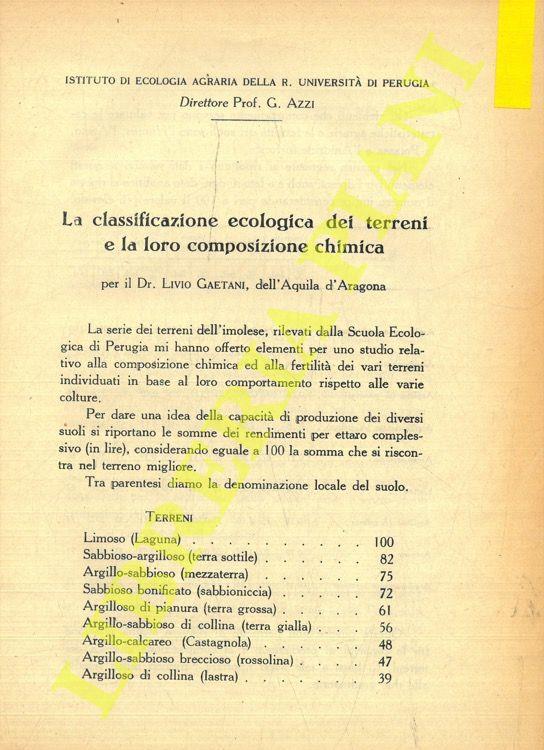 ISTITUTO DI ECOLOGIA AGRARIA DELLA R. UNIVERSITÀ DI PERUGIA
Direttore Prof. G. AZZI
La classificazione ecologica dei terreni
e la loro composizione chimica
per il Dr. LIVIO GAETANI, dell'Aquila d'Aragona
La serie dei terreni dell'imolese, rilevati dalla Scuola Ecolo-
gica di Perugia mi hanno offerto elementi per uno studio rela-
tivo alla composizione chimica ed alla fertilità dei vari terreni
individuati in base al loro comportamento rispetto alle varie
colture.
Per dare una idea della capacità di produzione dei diversi
suoli si riportano le somme dei rendimenti per ettaro comples-
sivo (in lire), considerando eguale a 100 la somma che si riscon-
tra nel terreno migliore.
Tra parentesi diamo la denominazione locale del suolo.
TERRENI
Limoso (Laguna) . . . . . . . . 100
Sabbioso-argilloso (terra sottile) . . . . . 82
Argillo-sabbioso (mezzaterra) . . . . . . 75
Sabbioso bonificato (sabbioniccia) . . . . . 72
Argilloso di pianura (terra grossa) . . . . . 61
Argillo-sabbioso di collina (terra gialla) . . . 56
Argillo-calcareo (Castagnola) . . . . . . 48
Argillo-sabbioso breccioso (rossolina) . . . . 47
Argilloso di collina (lastra) . . . . . . 39
LIBRERIA PIANI